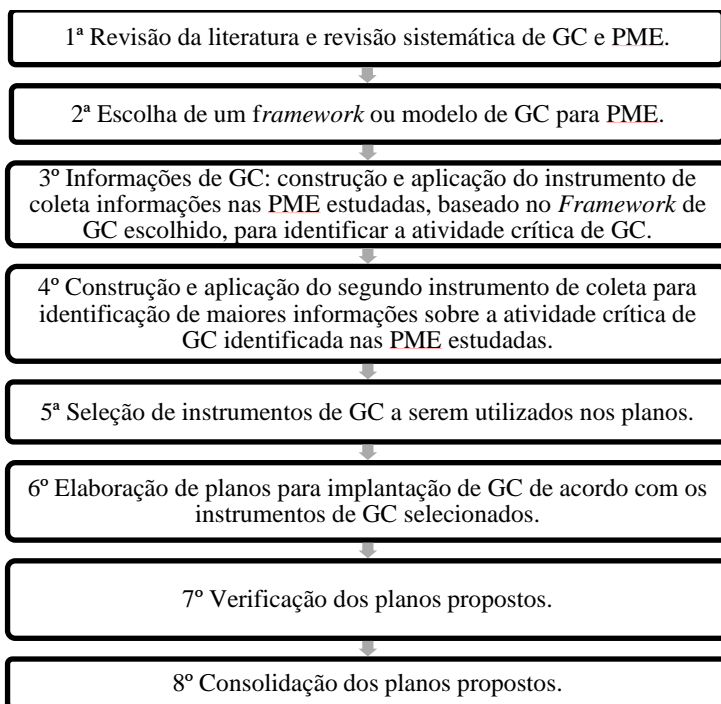 1ª Revisão da literatura e revisão sistemática de GC e PME.
2ª Escolha de um framework ou modelo de GC para PME.
3º Informações de GC: construção e aplicação do instrumento de
coleta informações nas PME estudadas, baseado no Framework de
GC escolhido, para identificar a atividade crítica de GC.
4º Construção e aplicação do segundo instrumento de coleta para
identificação de maiores informações sobre a atividade crítica de
GC identificada nas PME estudadas.
5ª Seleção de instrumentos de GC a serem utilizados nos planos.
6º Elaboração de planos para implantação de GC de acordo com os
instrumentos de GC selecionados.
7º Verificação dos planos propostos.
8º Consolidação dos planos propostos.